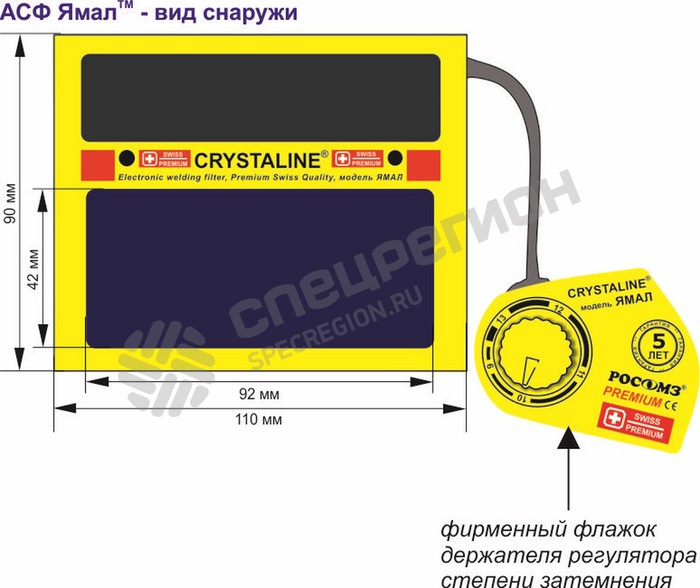 АСФ Ямал™ - вид снаружи
SWISS PREMIUM CRYSTALINE® SWISS PREMIUM
Electronic welding filter, Premium Swiss Quality, модель ЯМАЛ
90 мм
42 мм
92 мм
110 мм
СПЕЦРЕГИОН
SPECREGION.RU
CRYSTALINE®
модель ЯМАЛ
9 10 11 12 13
ГАРАНТИЯ
5
ЛЕТ
ГАРАНТИЯ
РОСОМЗ®
PREMIUM CE
SWISS
PREMIUM
фирменный флажок
держателя регулятора
степени затемнения